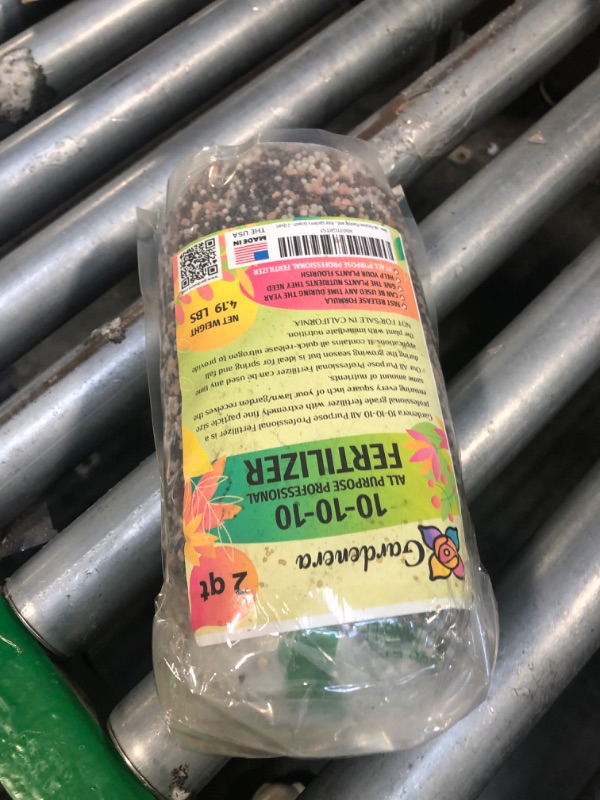 Gardenera
2 qt
10-10-10
ALL PURPOSE PROFESSIONAL
FERTILIZER
Gardenera 10-10-10 All Purpose Professional Fertilizer is a
professional grade fertilizer with extremely fine particle size
ensuring every square inch of your lawn/garden receives the
same amount of nutrients.
Our All Purpose Professional Fertilizer can be used any time
during the growing season but is ideal for spring and fall
applications. It contains all quick-release nitrogen to provide
the plant with immediate nutrition.
NOT FOR SALE IN CALIFORNIA.
FAST RELEASE FORMULA
CAN BE USED ANY TIME DURING THE YEAR
GIVE THE PLANTS NUTRIENTS THEY NEED
HELP YOUR PLANTS FLOURISH
ALL PURPOSE PROFESSIONAL FERTILIZER
NET WEIGHT
4.19 LBS
MADE IN
THE USA